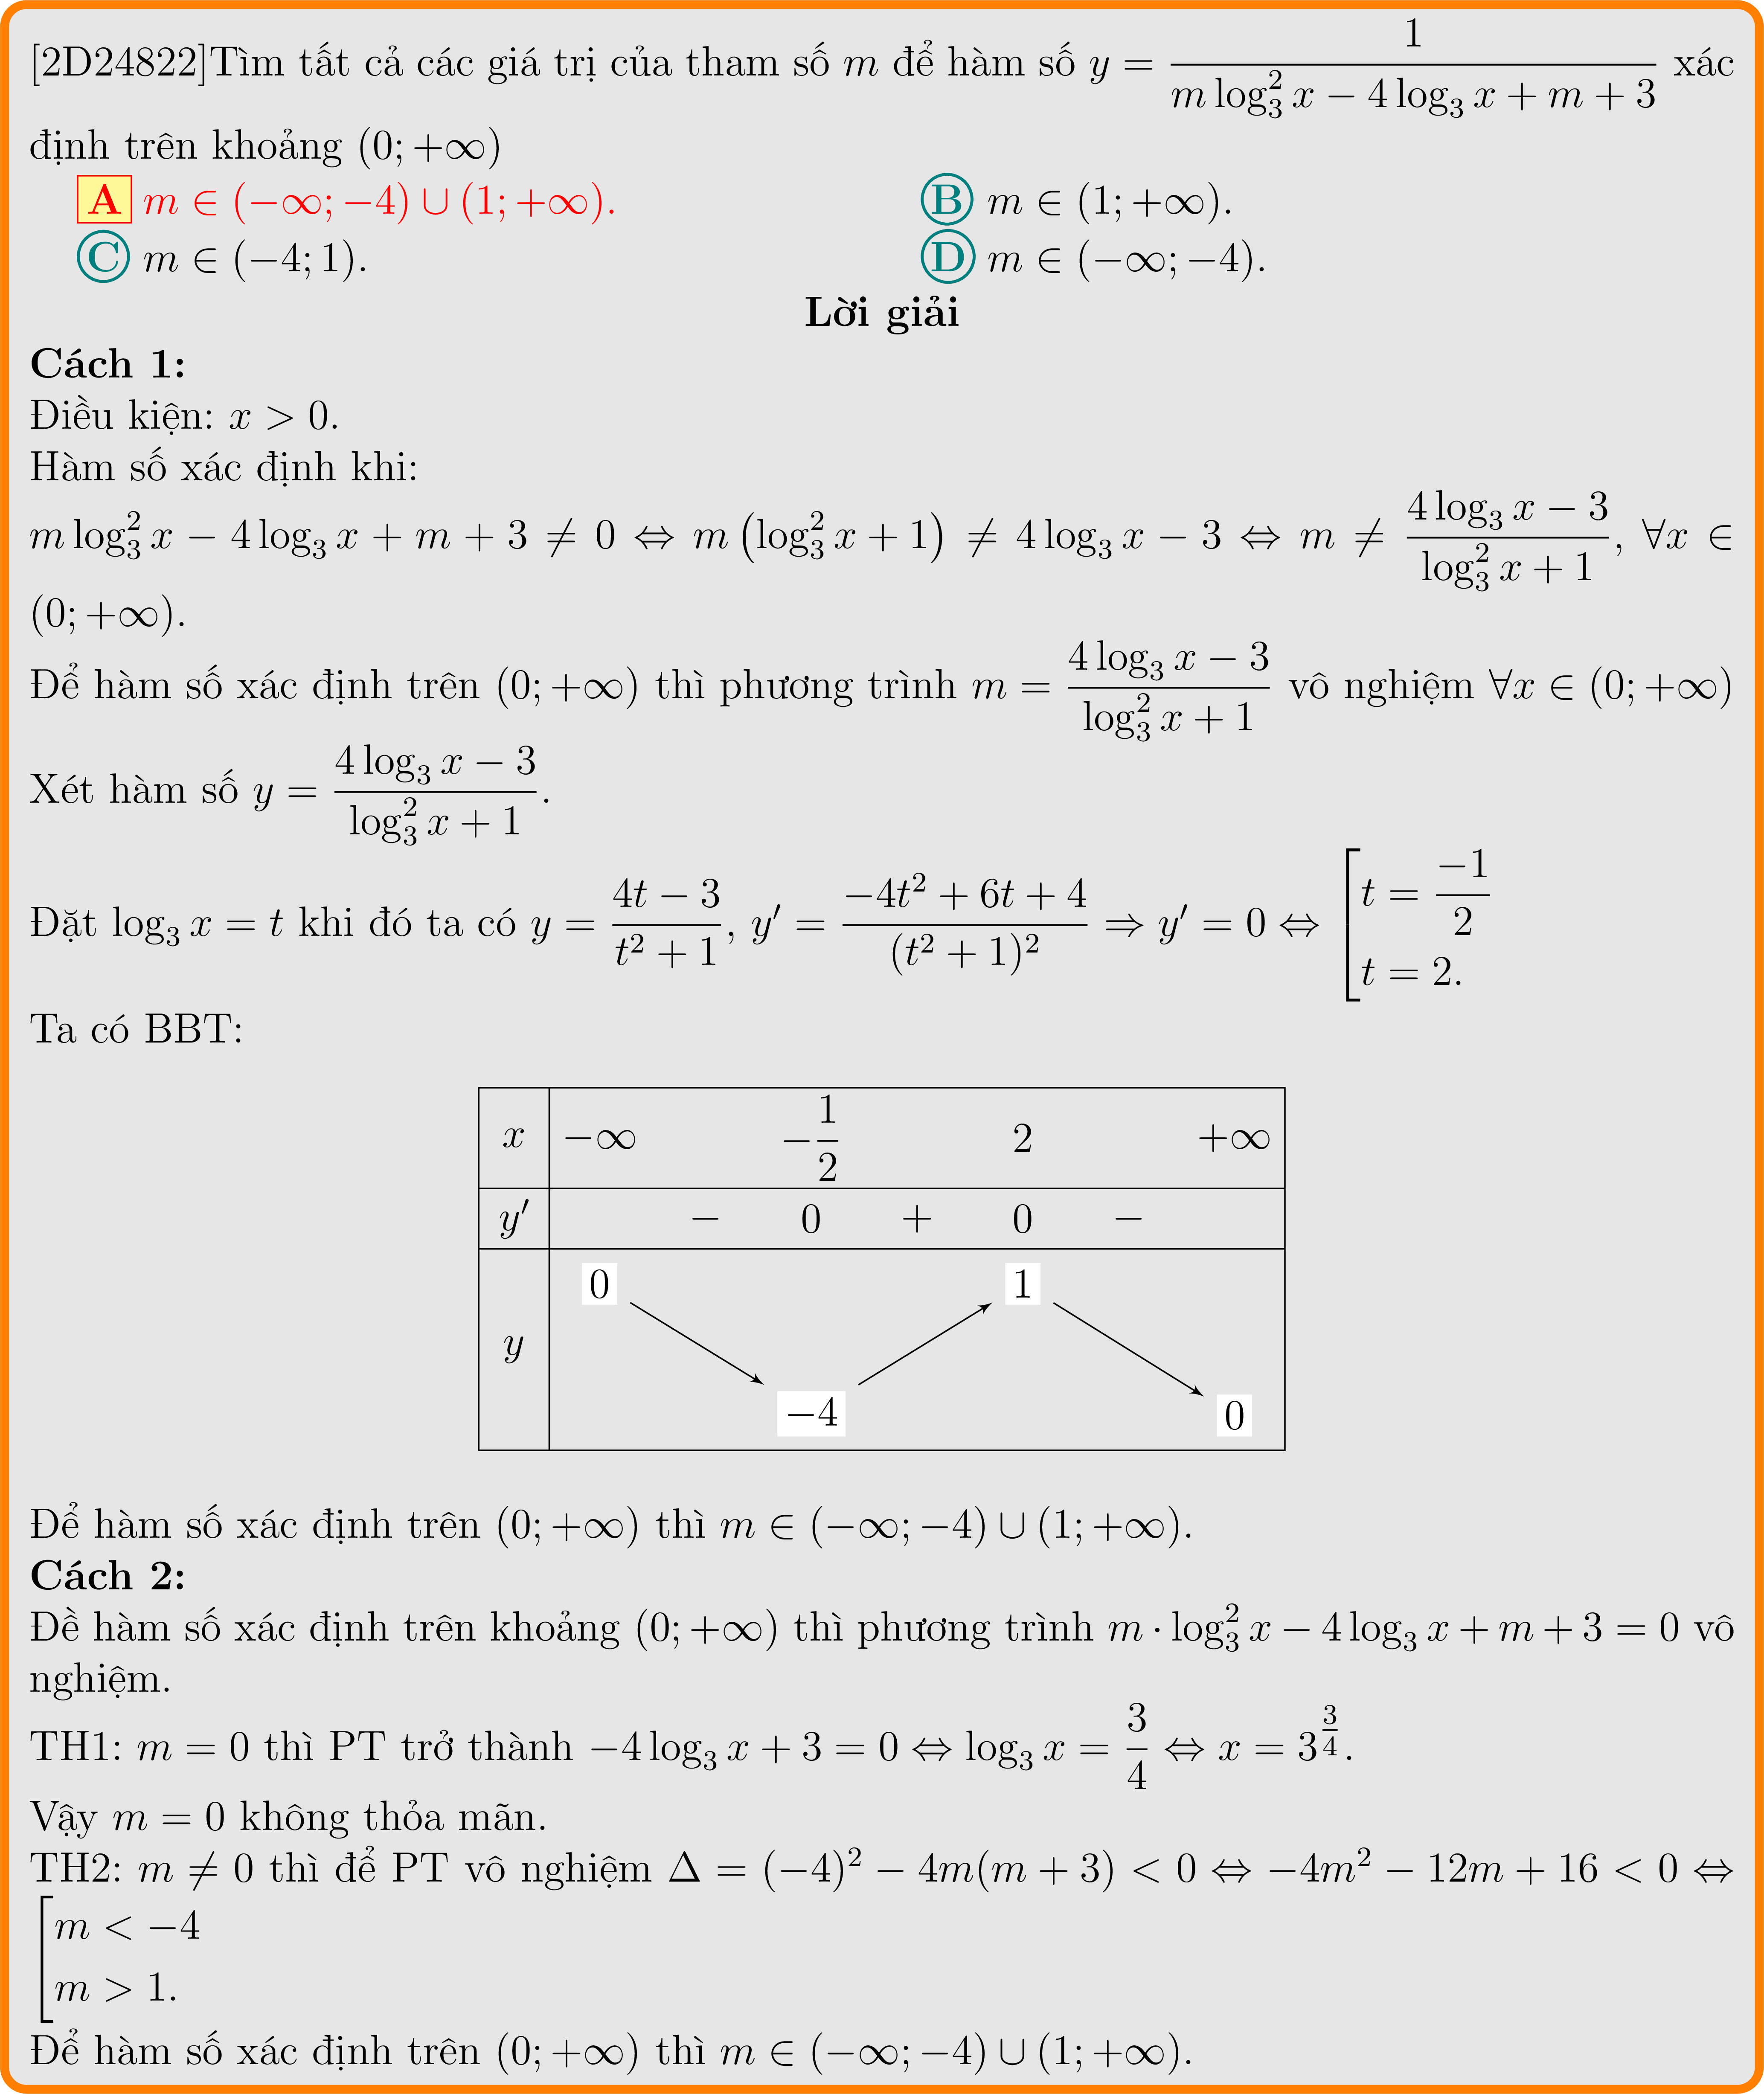 [2D24822]Tìm tất cả các giá trị của tham số $m$ để hàm số $y = \dfrac{1}{m\log_3^2 x - 4\log_3 x + m + 3}$ xác
định trên khoảng $(0; +\infty)$
A $m \in (-\infty; -4) \cup (1; +\infty).$ B $m \in (1; +\infty).$
C $m \in (-4; 1).$ D $m \in (-\infty; -4).$
Lời giải
Cách 1:
Điều kiện: $x > 0$.
Hàm số xác định khi:
$m\log_3^2 x - 4\log_3 x + m + 3 \neq 0 \Leftrightarrow m\left(\log_3^2 x + 1\right) \neq 4\log_3 x - 3 \Leftrightarrow m \neq \dfrac{4\log_3 x - 3}{\log_3^2 x + 1}, \forall x \in$
$(0; +\infty).$
Để hàm số xác định trên $(0; +\infty)$ thì phương trình $m = \dfrac{4\log_3 x - 3}{\log_3^2 x + 1}$ vô nghiệm $\forall x \in (0; +\infty)$
Xét hàm số $y = \dfrac{4\log_3 x - 3}{\log_3^2 x + 1}$.
Đặt $\log_3 x = t$ khi đó ta có $y = \dfrac{4t - 3}{t^2 + 1}$, $y' = \dfrac{-4t^2 + 6t + 4}{(t^2 + 1)^2} \Rightarrow y' = 0 \Leftrightarrow \left[\begin{array}{l} t = \dfrac{-1}{2} \\ t = 2. \end{array}\right.$
Ta có BBT:
$x$ $-\infty$ $-\dfrac{1}{2}$ $2$ $+\infty$
$y'$ $-$ $0$ $+$ $0$ $-$
$y$ $0$ $-4$ $1$ $0$
Để hàm số xác định trên $(0; +\infty)$ thì $m \in (-\infty; -4) \cup (1; +\infty).$
Cách 2:
Đề hàm số xác định trên khoảng $(0; +\infty)$ thì phương trình $m \cdot \log_3^2 x - 4\log_3 x + m + 3 = 0$ vô
nghiệm.
TH1: $m = 0$ thì PT trở thành $-4\log_3 x + 3 = 0 \Leftrightarrow \log_3 x = \dfrac{3}{4} \Leftrightarrow x = 3^{\frac{3}{4}}$.
Vậy $m = 0$ không thỏa mãn.
TH2: $m \neq 0$ thì để PT vô nghiệm $\Delta = (-4)^2 - 4m(m + 3) < 0 \Leftrightarrow -4m^2 - 12m + 16 < 0 \Leftrightarrow$
$\left[\begin{array}{l} m < -4 \\ m > 1. \end{array}\right.$
Để hàm số xác định trên $(0; +\infty)$ thì $m \in (-\infty; -4) \cup (1; +\infty).$